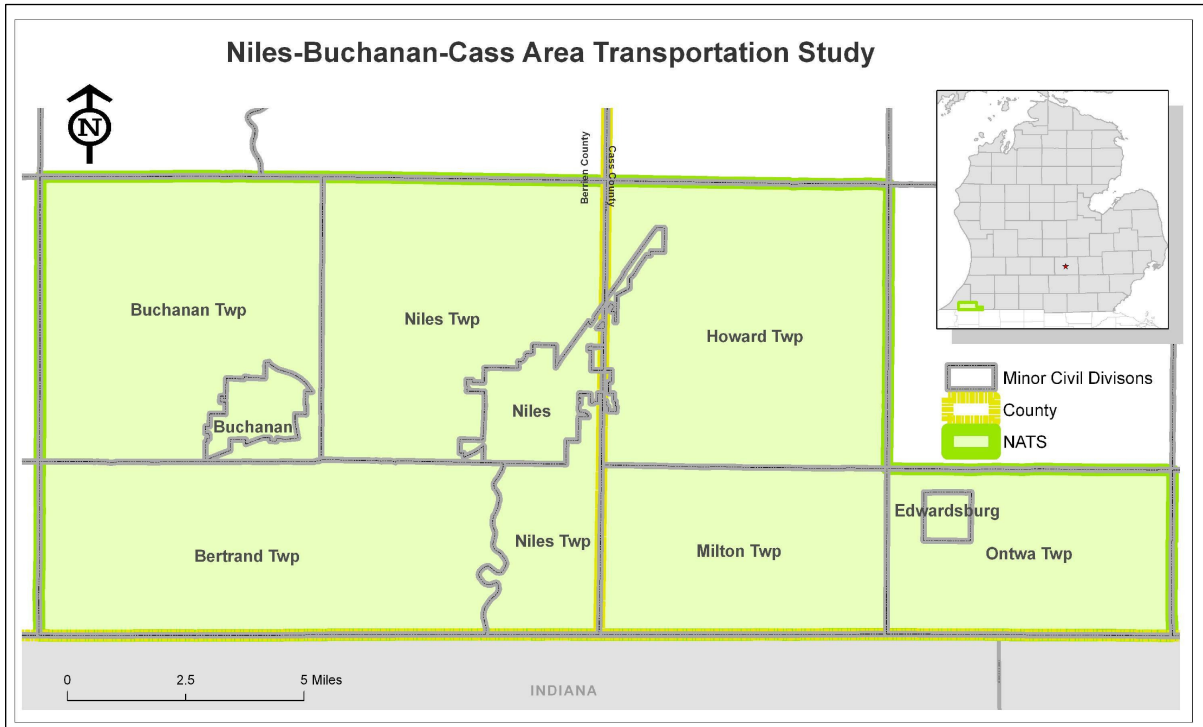 Niles-Buchanan-Cass Area Transportation Study
N
Berrien County
Cass County
Buchanan Twp
Niles Twp
Howard Twp
Buchanan
Niles
Minor Civil Divisons
County
NATS
Edwardsburg
Bertrand Twp
Niles Twp
Milton Twp
Ontwa Twp
0 2.5 5 Miles
INDIANA